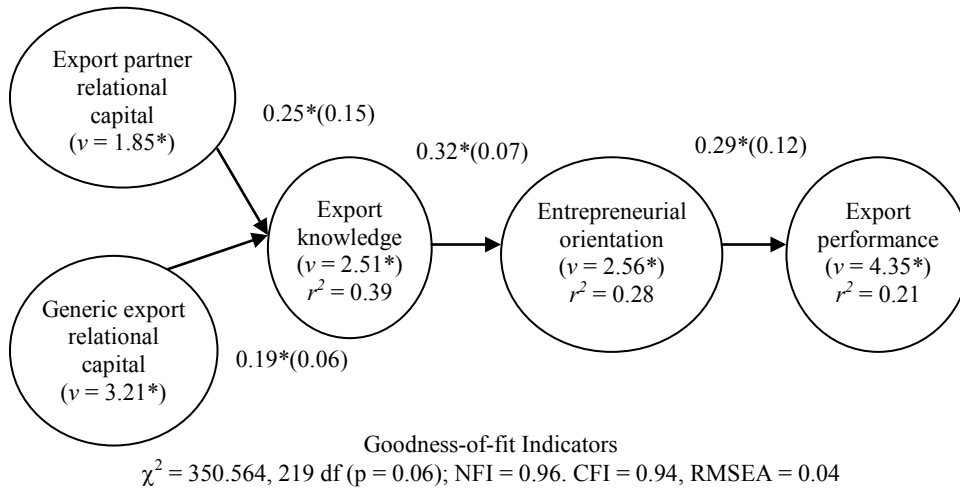 Export partner
relational
capital
(v = 1.85*)
0.25*(0.15)
0.32*(0.07)
0.29*(0.12)
Export
knowledge
(v = 2.51*)
r² = 0.39
Entrepreneurial
orientation
(v = 2.56*)
r² = 0.28
Export
performance
(v = 4.35*)
r² = 0.21
Generic export
relational
capital
(v = 3.21*)
0.19*(0.06)
Goodness-of-fit Indicators
χ² = 350.564, 219 df (p = 0.06); NFI = 0.96. CFI = 0.94, RMSEA = 0.04